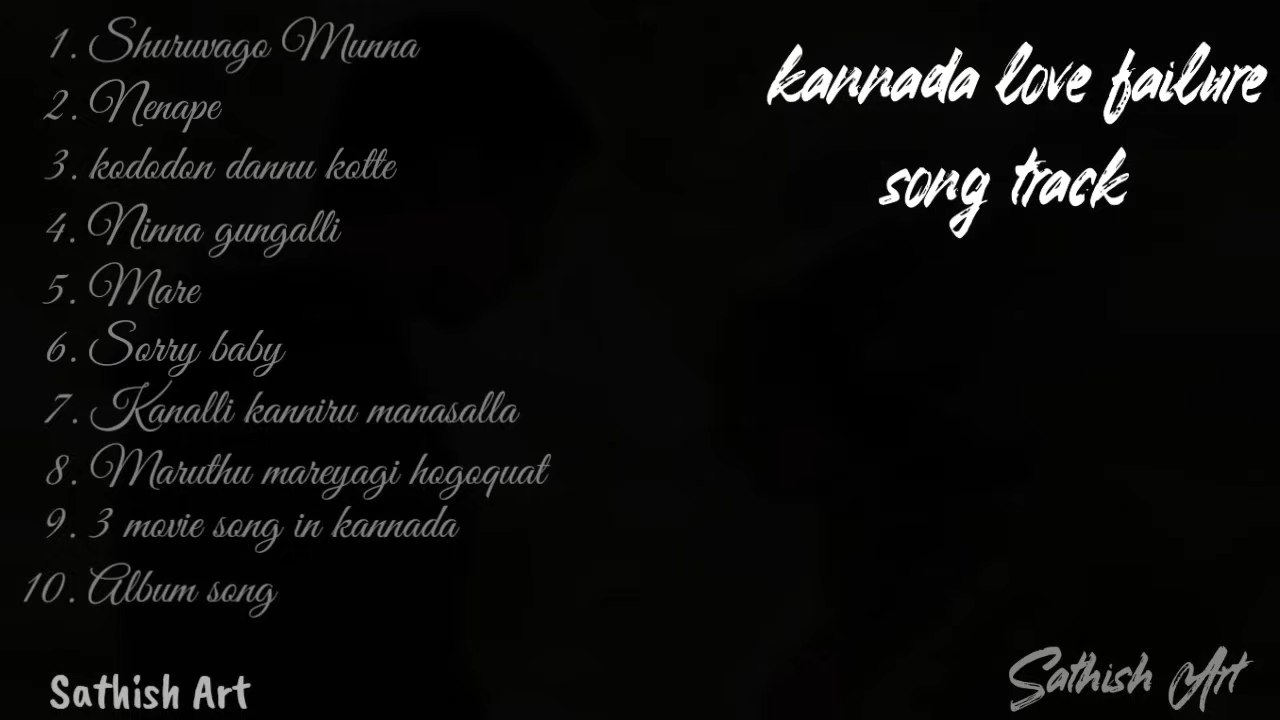 1. Shuruvago Munna
2. Nenape
3. kododon dannu kotte
4. Ninna gungalli
5. Mare
6. Sorry baby
7. Kanalli kanniru manasalla
8. Maruthu mareyagi hogoquat
9. 3 movie song in kannada
10. Album song
kannada love failure
song track
Sathish Art
Sathish Art